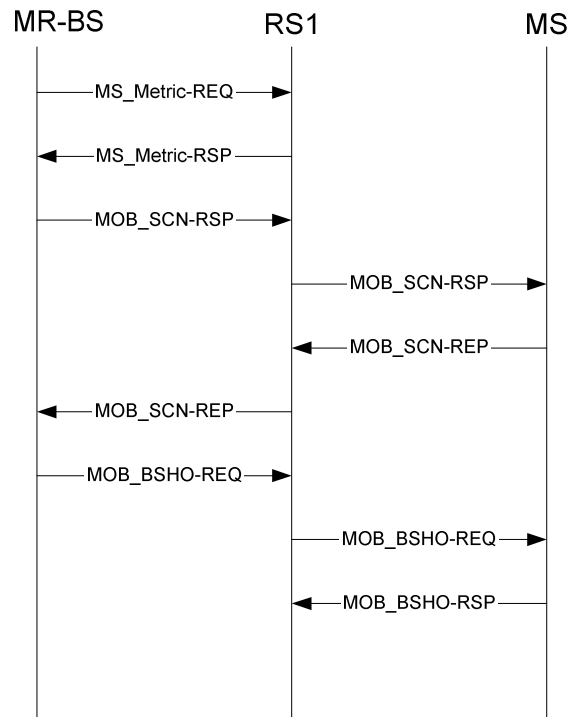 MR-BS
RS1
MS
MS_Metric-REQ
MS_Metric-RSP
MOB_SCN-RSP
MOB_SCN-RSP
MOB_SCN-REP
MOB_SCN-REP
MOB_BSHO-REQ
MOB_BSHO-REQ
MOB_BSHO-RSP